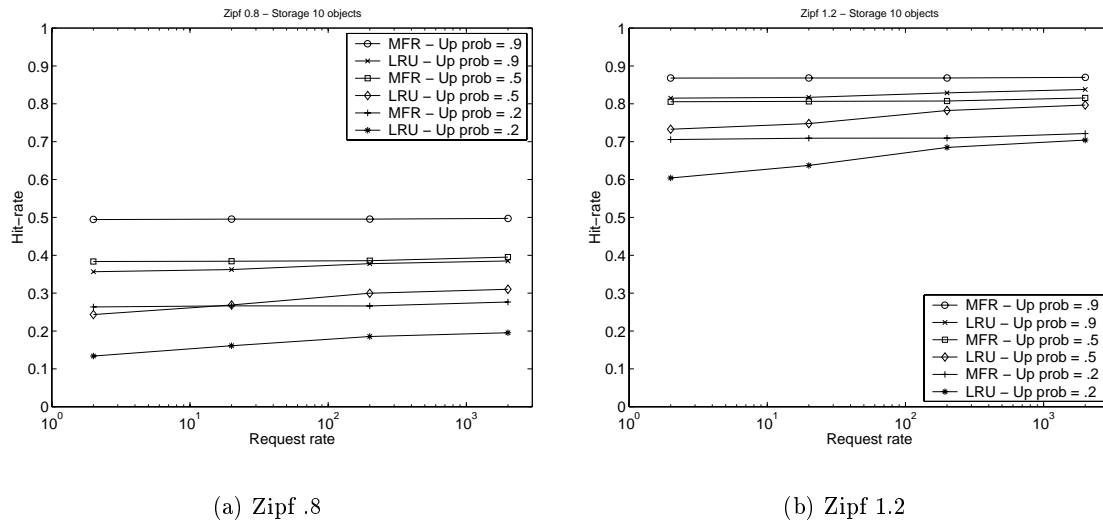 Zipf 0.8 – Storage 10 objects
1
0.9
0.8
0.7
0.6
0.5
0.4
0.3
0.2
0.1
0
Hit–rate
MFR – Up prob = .9
LRU – Up prob = .9
MFR – Up prob = .5
LRU – Up prob = .5
MFR – Up prob = .2
LRU – Up prob = .2
10^0 10^1 10^2 10^3
Request rate
(a) Zipf .8
Zipf 1.2 – Storage 10 objects
1
0.9
0.8
0.7
0.6
0.5
0.4
0.3
0.2
0.1
0
Hit–rate
MFR – Up prob = .9
LRU – Up prob = .9
MFR – Up prob = .5
LRU – Up prob = .5
MFR – Up prob = .2
LRU – Up prob = .2
10^0 10^1 10^2 10^3
Request rate
(b) Zipf 1.2